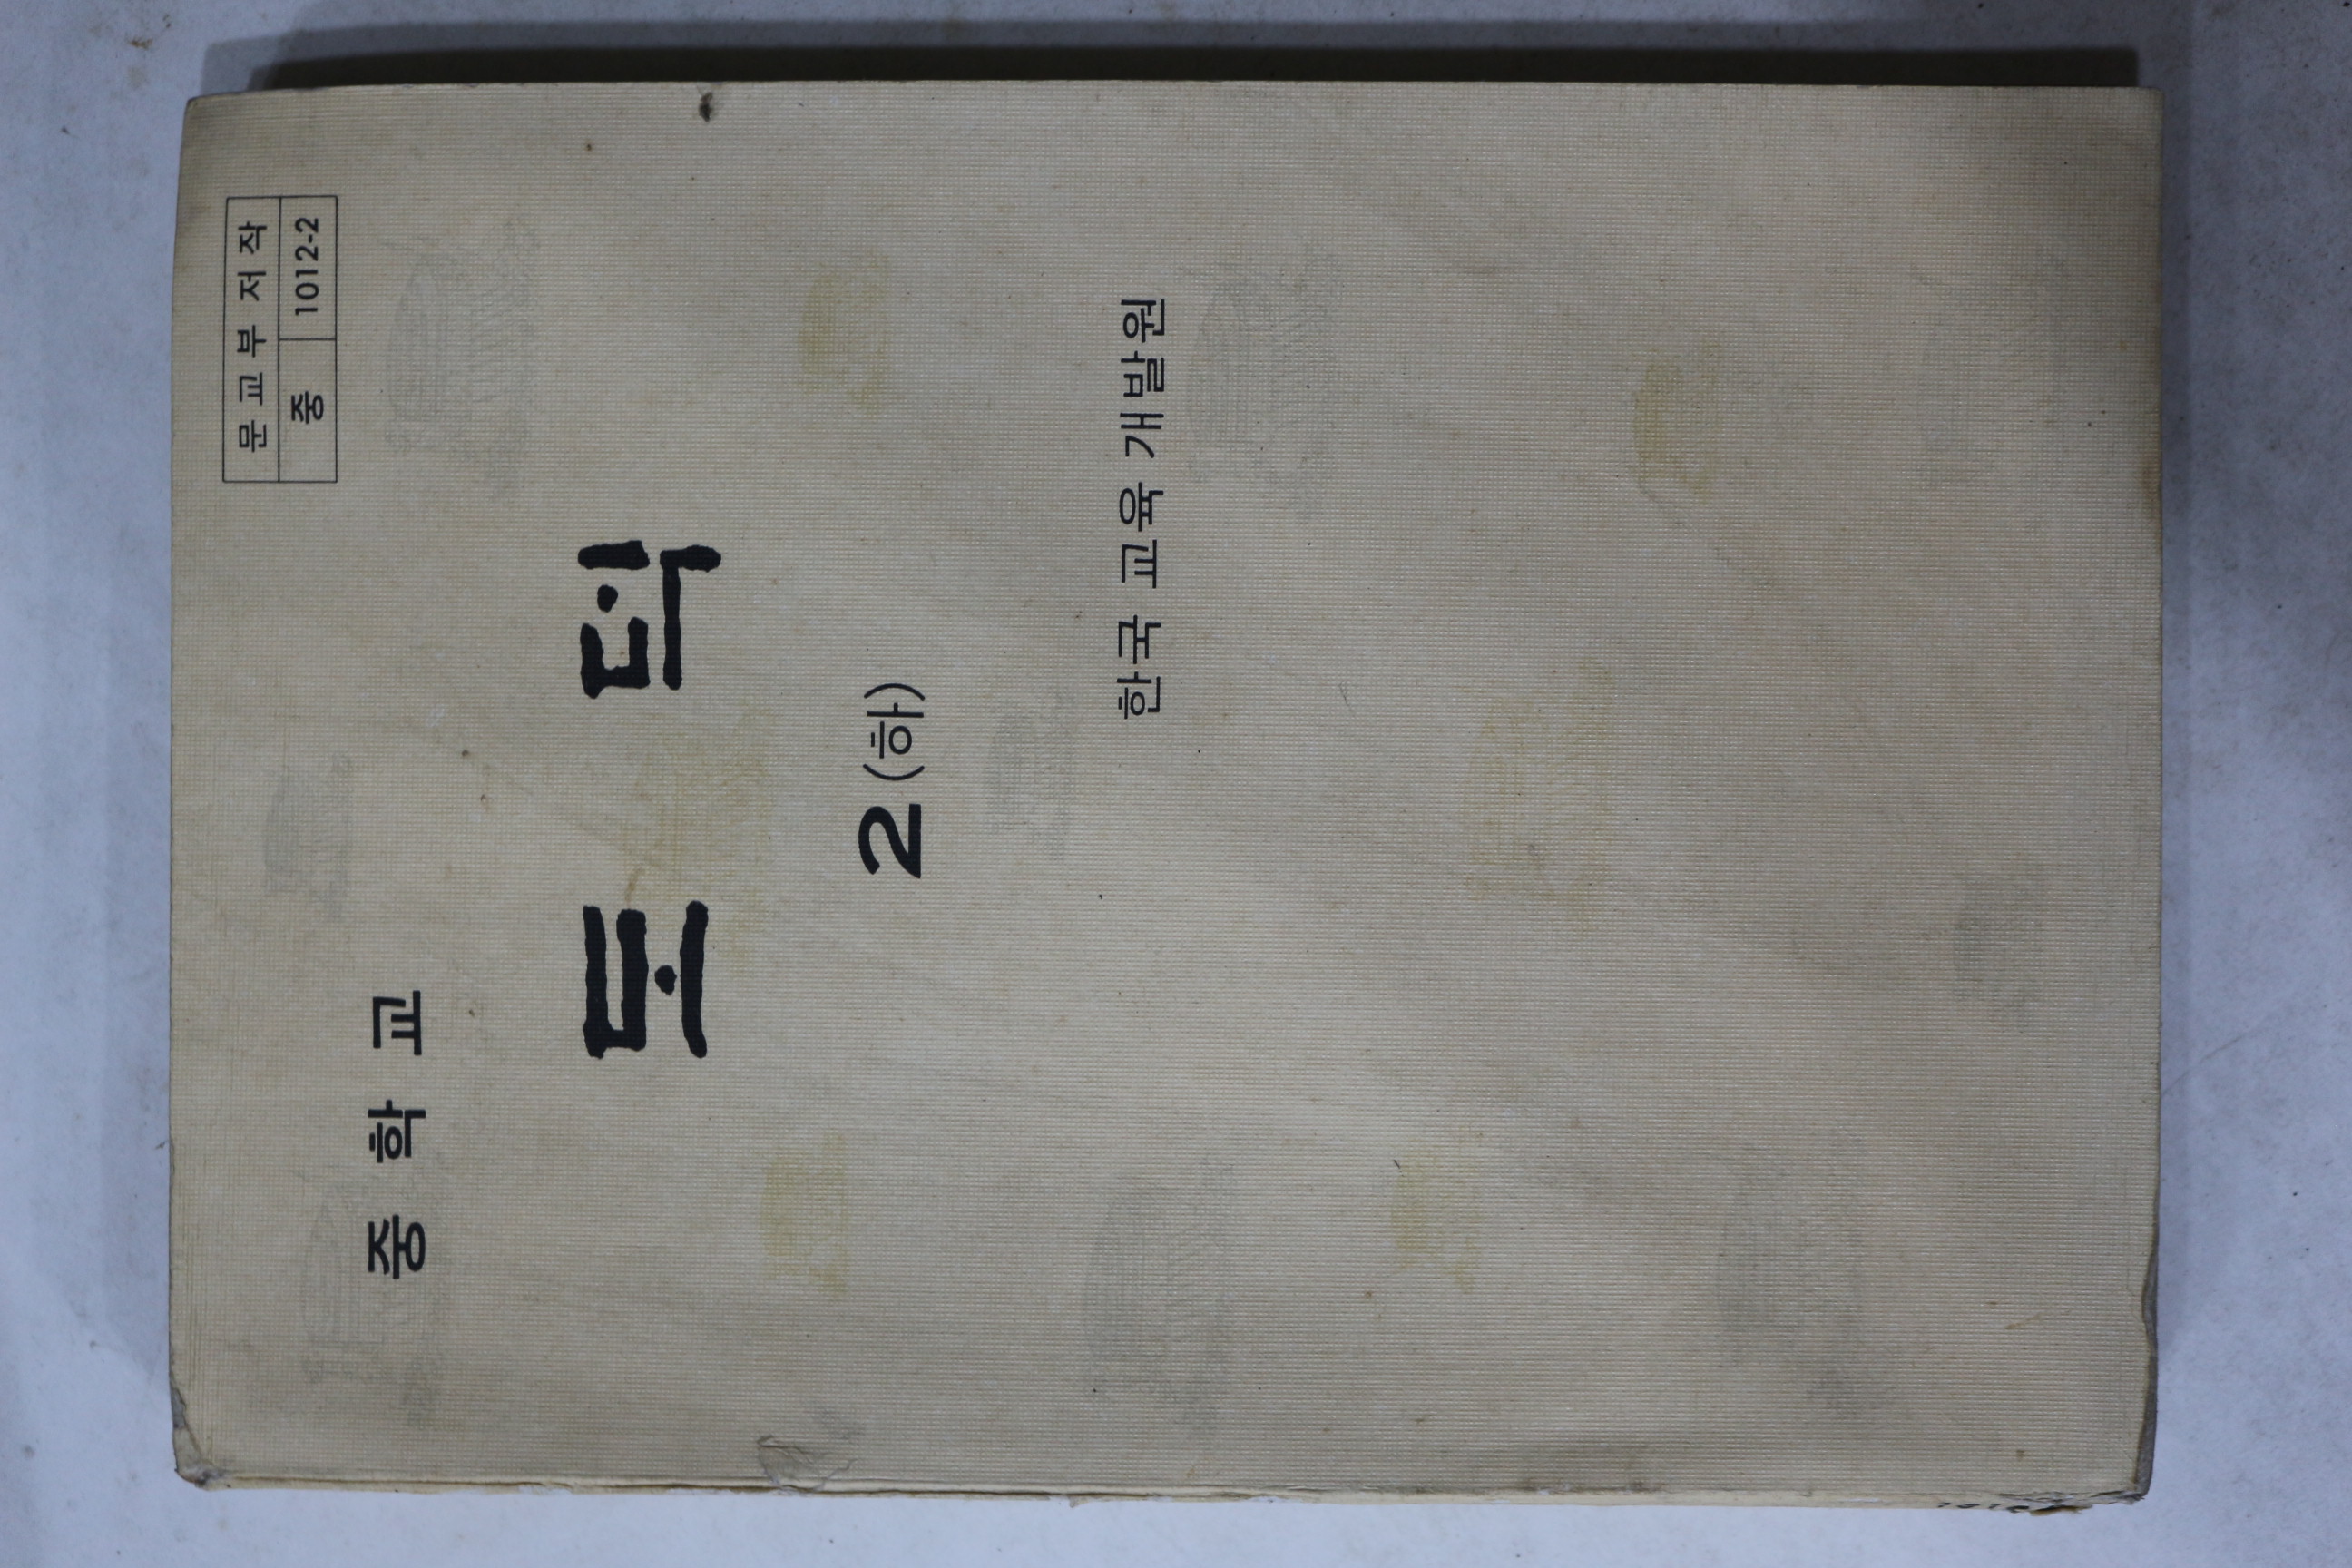 문교부 저작
중 1012-2
중학교
도덕
2(하)
한국 교육 개발원